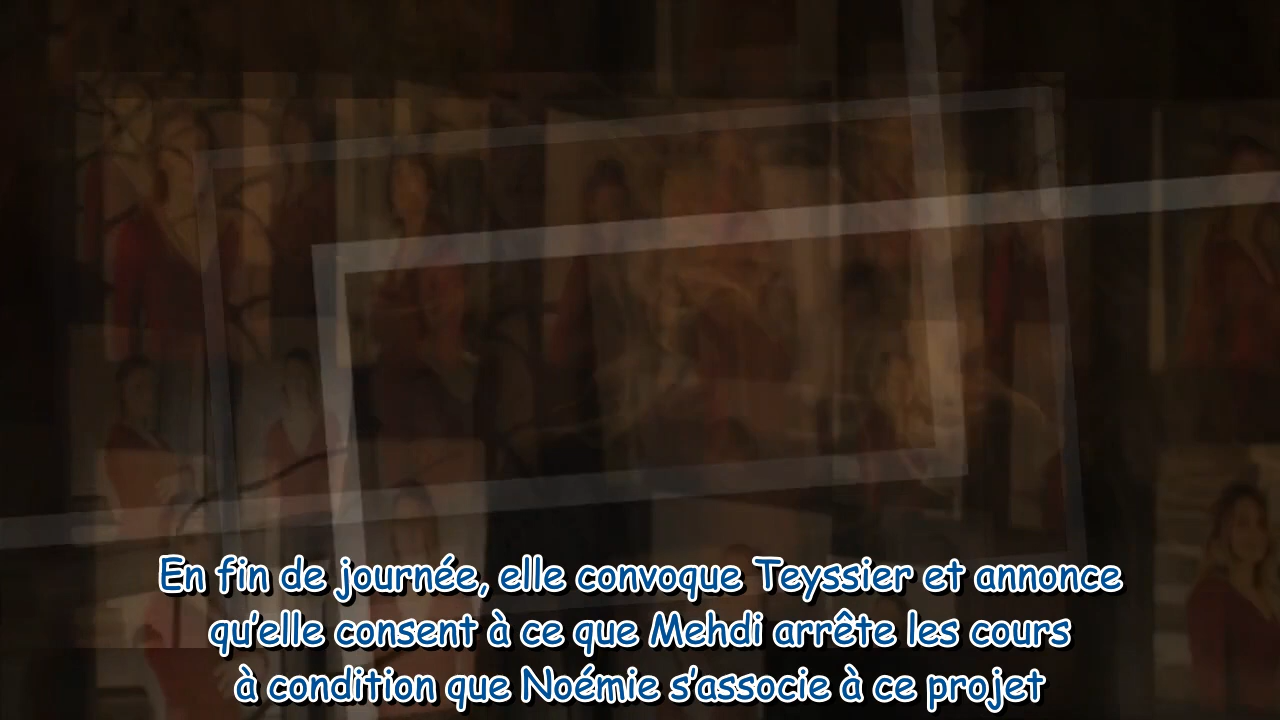 En fin de journée, elle convoque Teyssier et annonce
qu'elle consent à ce que Mehdi arrête les cours
à condition que Noémie s'associe à ce projet